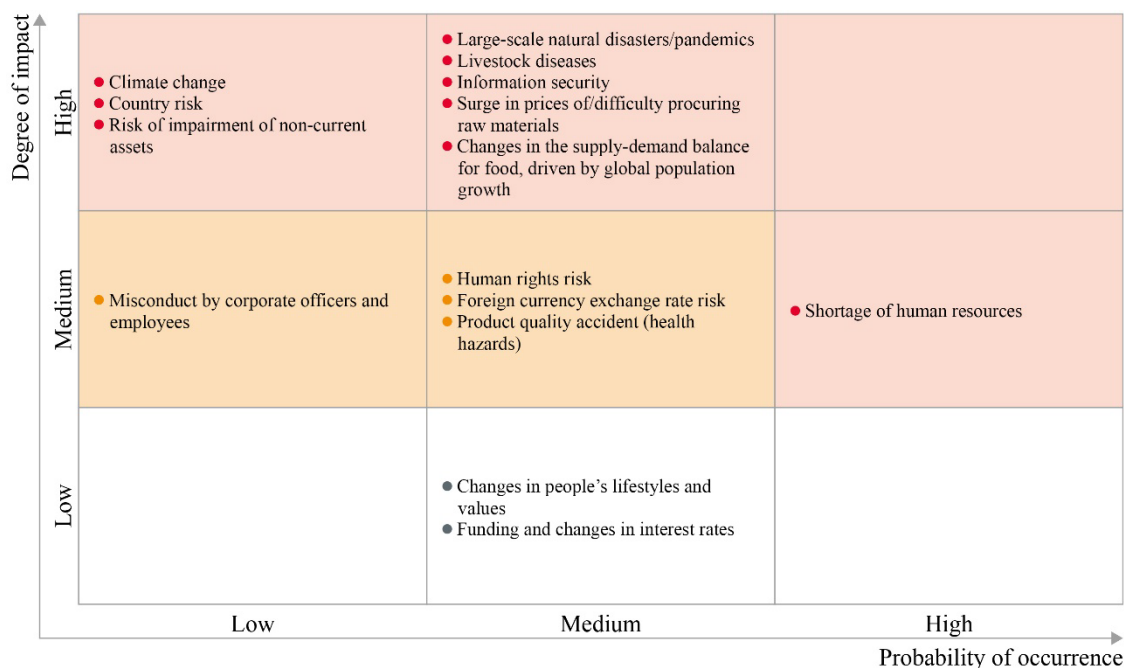 Degree of impact
High
Climate change
Country risk
Risk of impairment of non-current
assets
Large-scale natural disasters/pandemics
Livestock diseases
Information security
Surge in prices of/difficulty procuring
raw materials
Changes in the supply-demand balance
for food, driven by global population
growth
Medium
Misconduct by corporate officers and
employees
Human rights risk
Foreign currency exchange rate risk
Product quality accident (health
hazards)
Shortage of human resources
Low
Changes in people’s lifestyles and
values
Funding and changes in interest rates
Low
Medium
High
Probability of occurrence